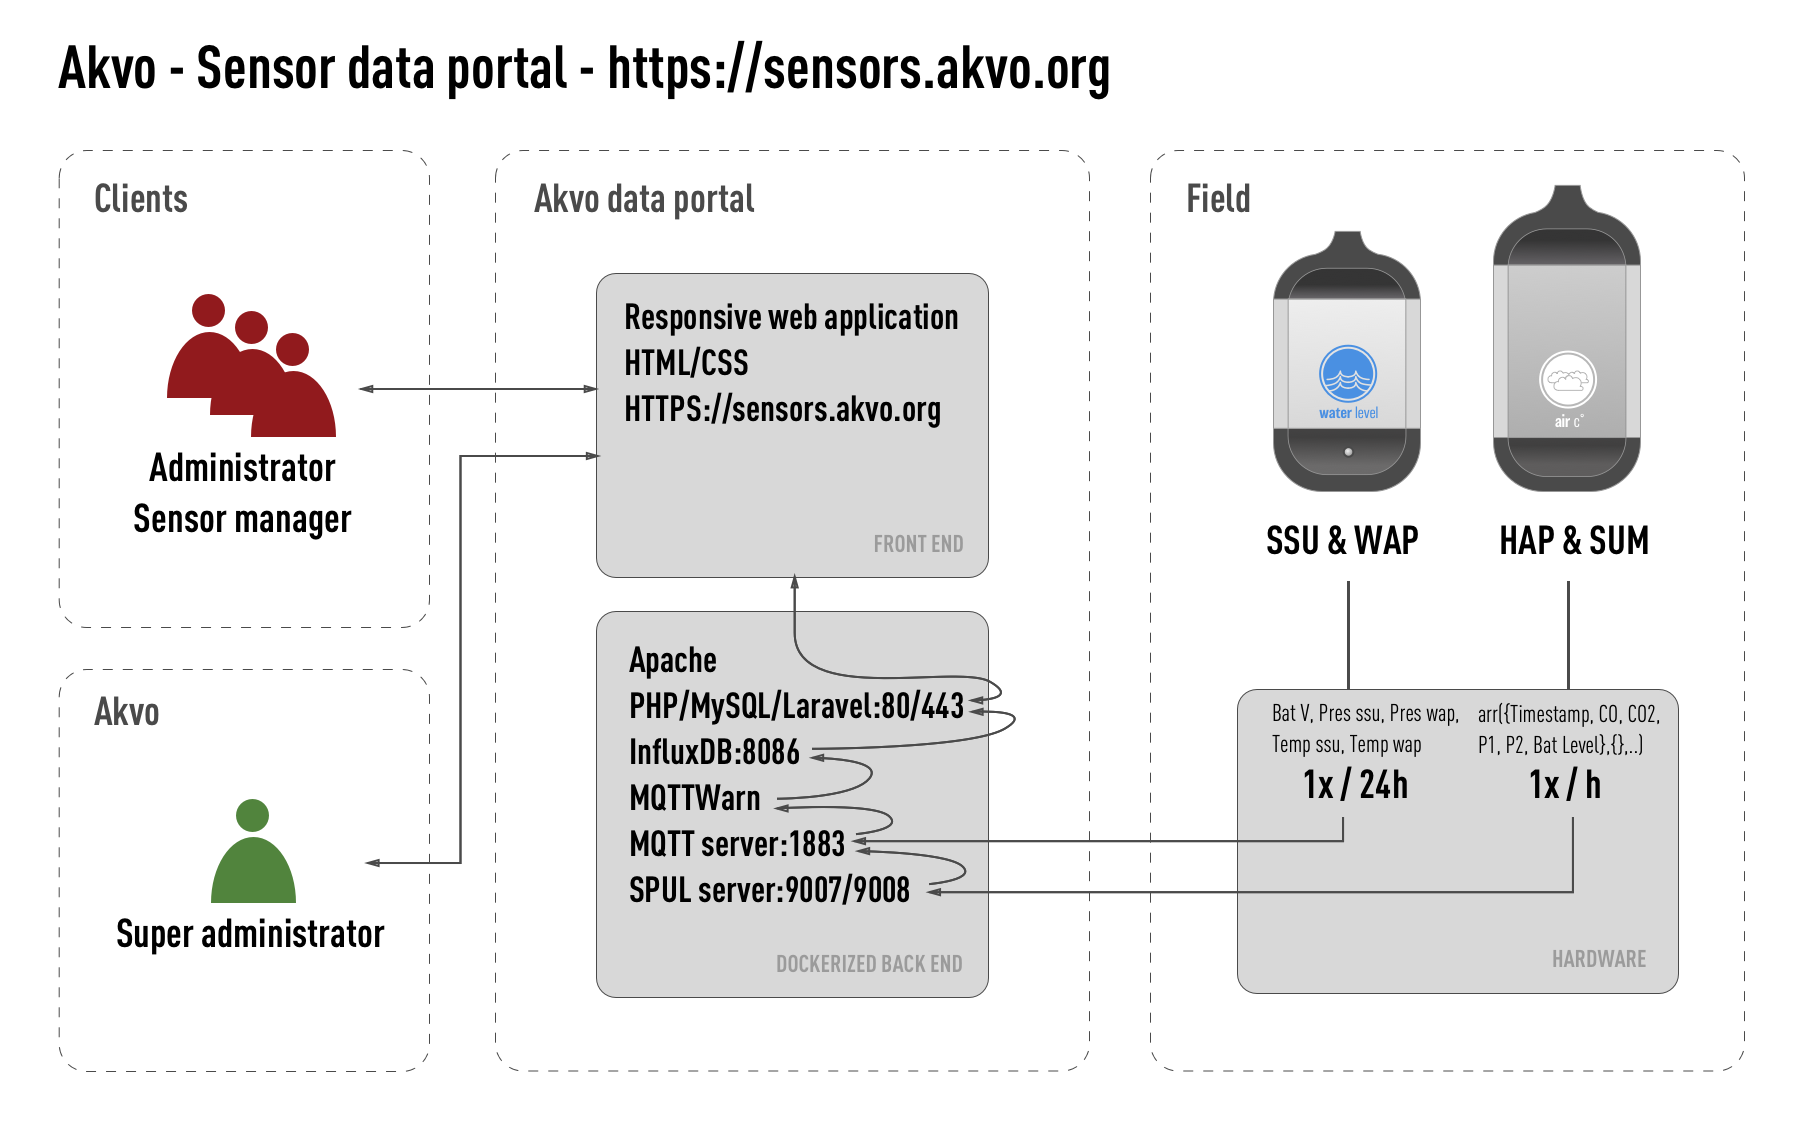 Akvo - Sensor data portal - https://sensors.akvo.org
Clients
Administrator
Sensor manager
Akvo
Super administrator
Akvo data portal
Responsive web application
HTML/CSS
HTTPS://sensors.akvo.org
FRONT END
Apache
PHP/MySQL/Laravel:80/443
InfluxDB:8086
MQTTWarn
MQTT server:1883
SPUL server:9007/9008
DOCKERIZED BACK END
Field
water level
air c°
SSU & WAP
HAP & SUM
Bat V, Pres ssu, Pres wap,
Temp ssu, Temp wap
1x / 24h
arr({Timestamp, CO, CO2,
P1, P2, Bat Level},{},..)
1x / h
HARDWARE